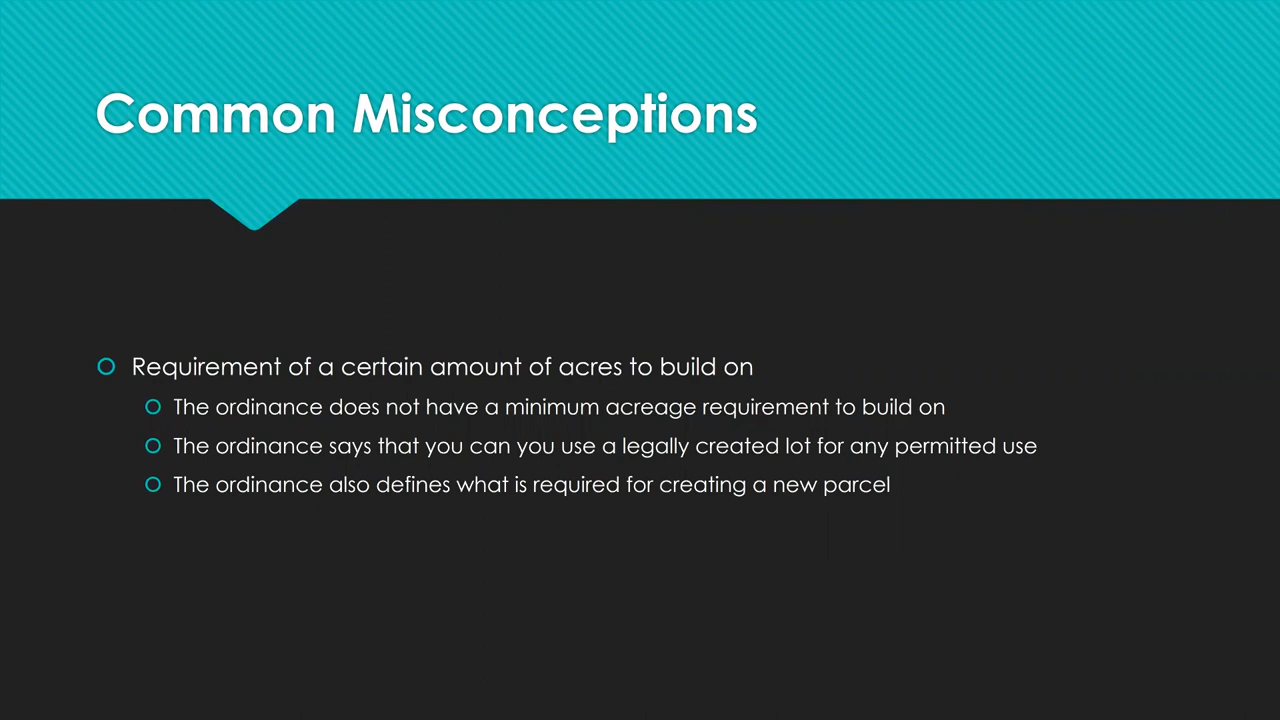 Common Misconceptions
Requirement of a certain amount of acres to build on
The ordinance does not have a minimum acreage requirement to build on
The ordinance says that you can you use a legally created lot for any permitted use
The ordinance also defines what is required for creating a new parcel